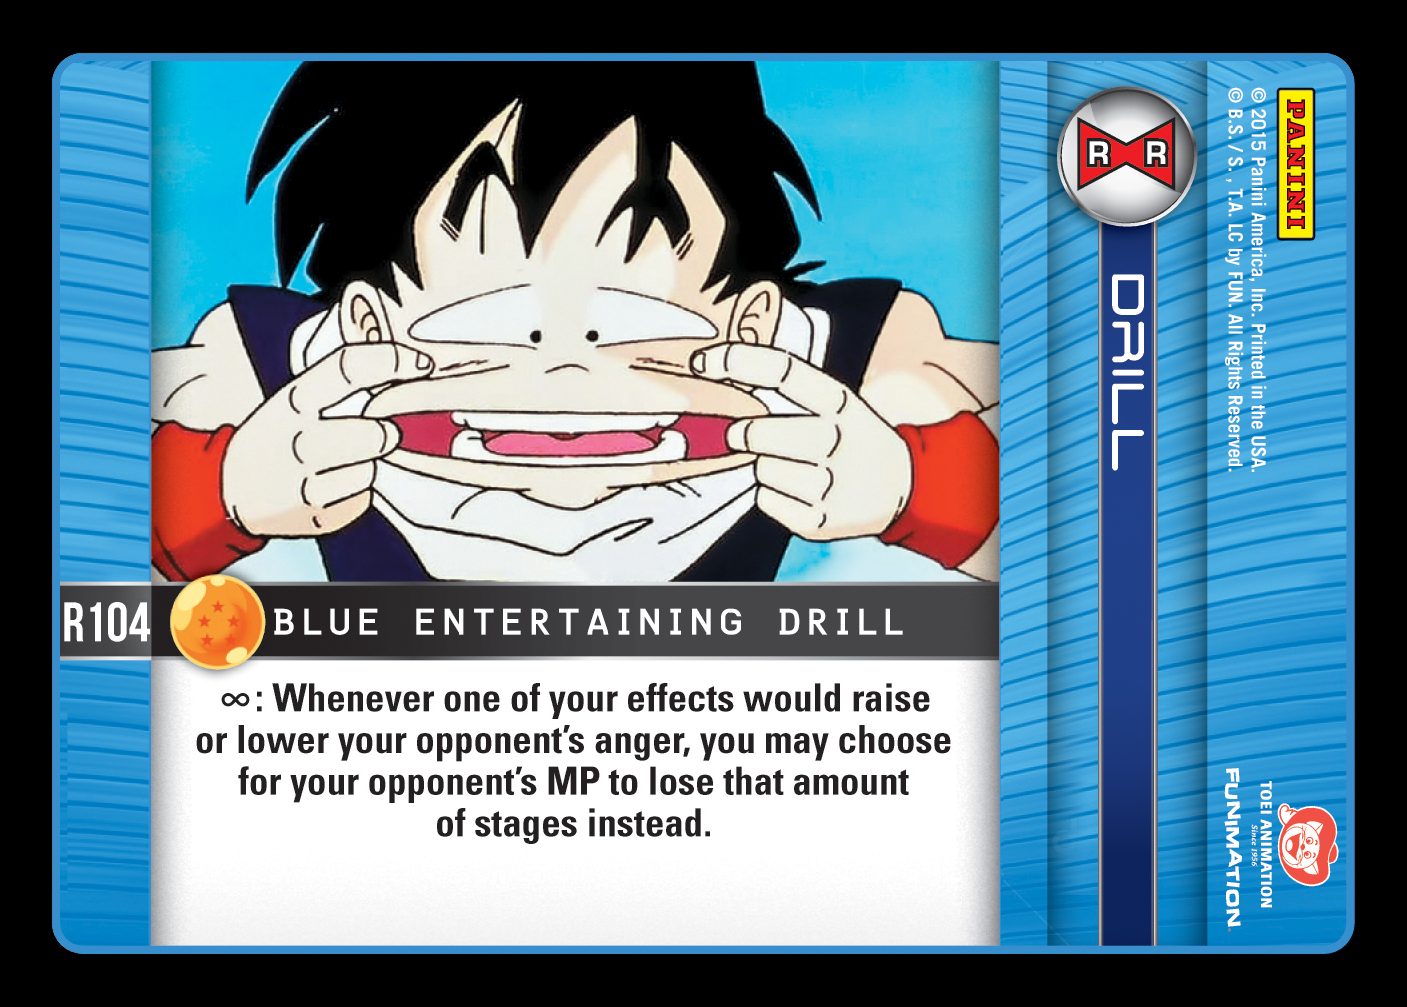 R104
BLUE ENTERTAINING DRILL
∞: Whenever one of your effects would raise
or lower your opponent's anger, you may choose
for your opponent's MP to lose that amount
of stages instead.
R R
DRILL
PANINI
© 2015 Panini America, Inc. Printed in the USA.
© B.S. / S. , T.A. LC by FUN. All Rights Reserved.
TOEI ANIMATION
Since 1956
FUNIMATION